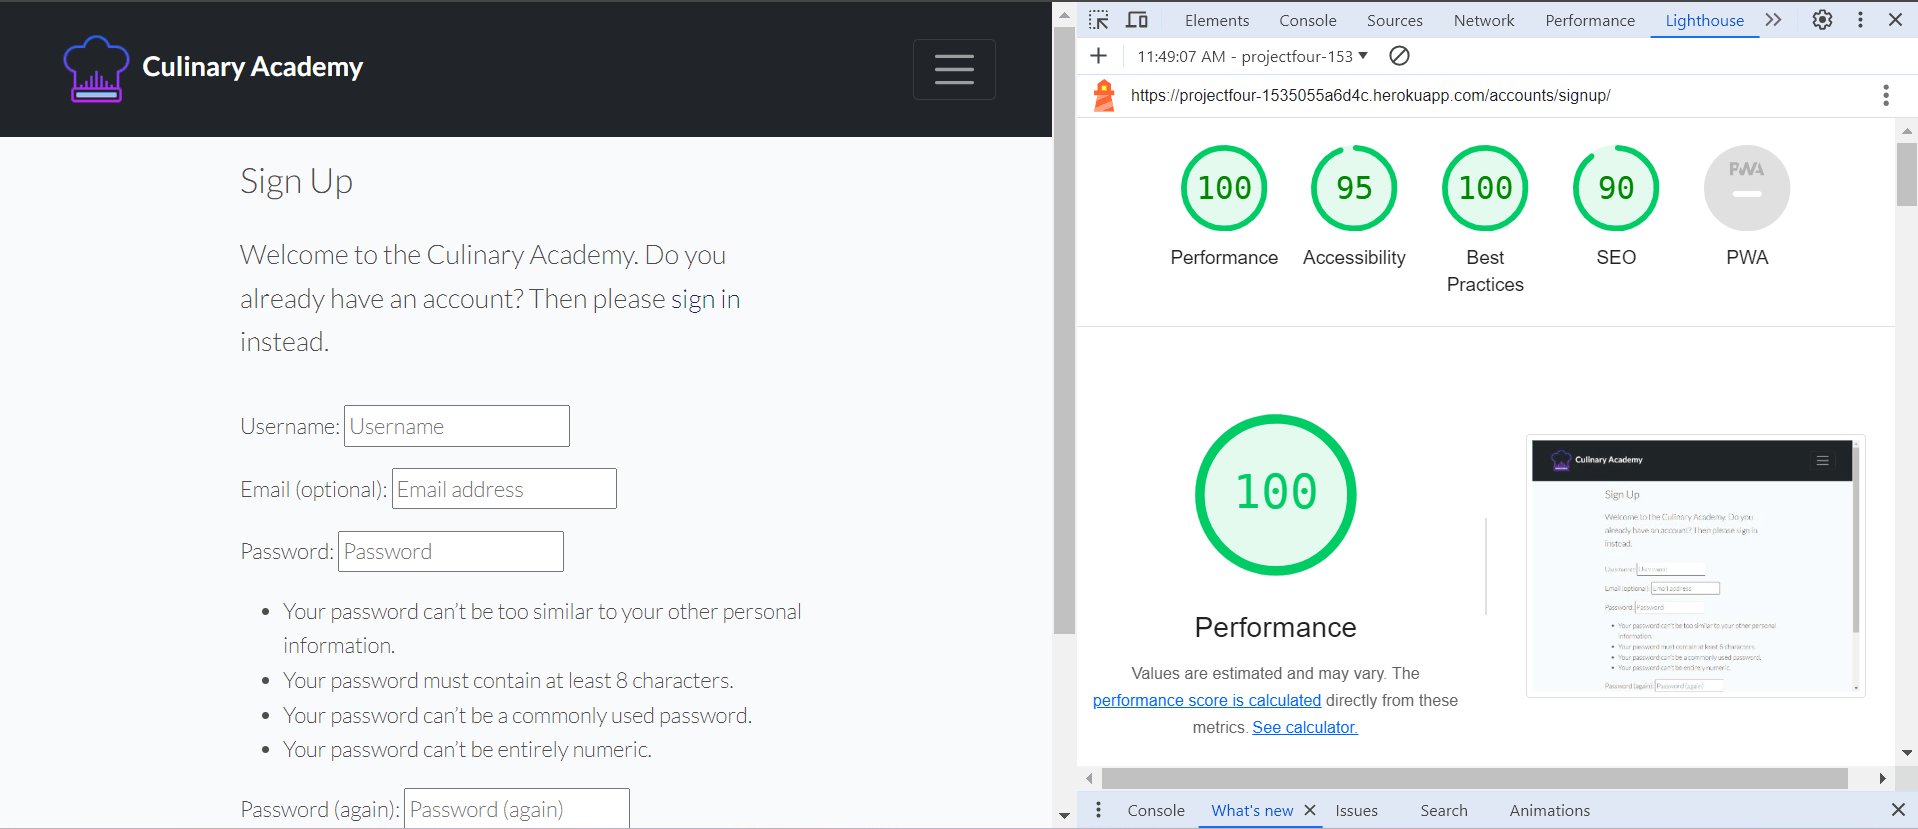 Culinary Academy
Sign Up
Welcome to the Culinary Academy. Do you
already have an account? Then please sign in
instead.
Username: Username
Email (optional): Email address
Password: Password
Your password can’t be too similar to your other personal
information.
Your password must contain at least 8 characters.
Your password can’t be a commonly used password.
Your password can’t be entirely numeric.
Password (again): Password (again)
Elements Console Sources Network Performance Lighthouse
11:49:07 AM - projectfour-153
https://projectfour-1535055a6d4c.herokuapp.com/accounts/signup/
100 95 100 90 PWA
Performance Accessibility Best Practices SEO PWA
100
Performance
Values are estimated and may vary. The
performance score is calculated directly from these
metrics. See calculator.
Culinary Academy
Sign Up
Welcome to the Culinary Academy. Do you
already have an account? Then please sign in
instead.
Username: Username
Email (optional): Email address
Password: Password
Your password can't be too similar to your other personal
information.
Your password must contain at least 8 characters.
Your password can't be a commonly used password.
Your password can't be entirely numeric.
Password (again): Password (again)
Console What's new Issues Search Animations